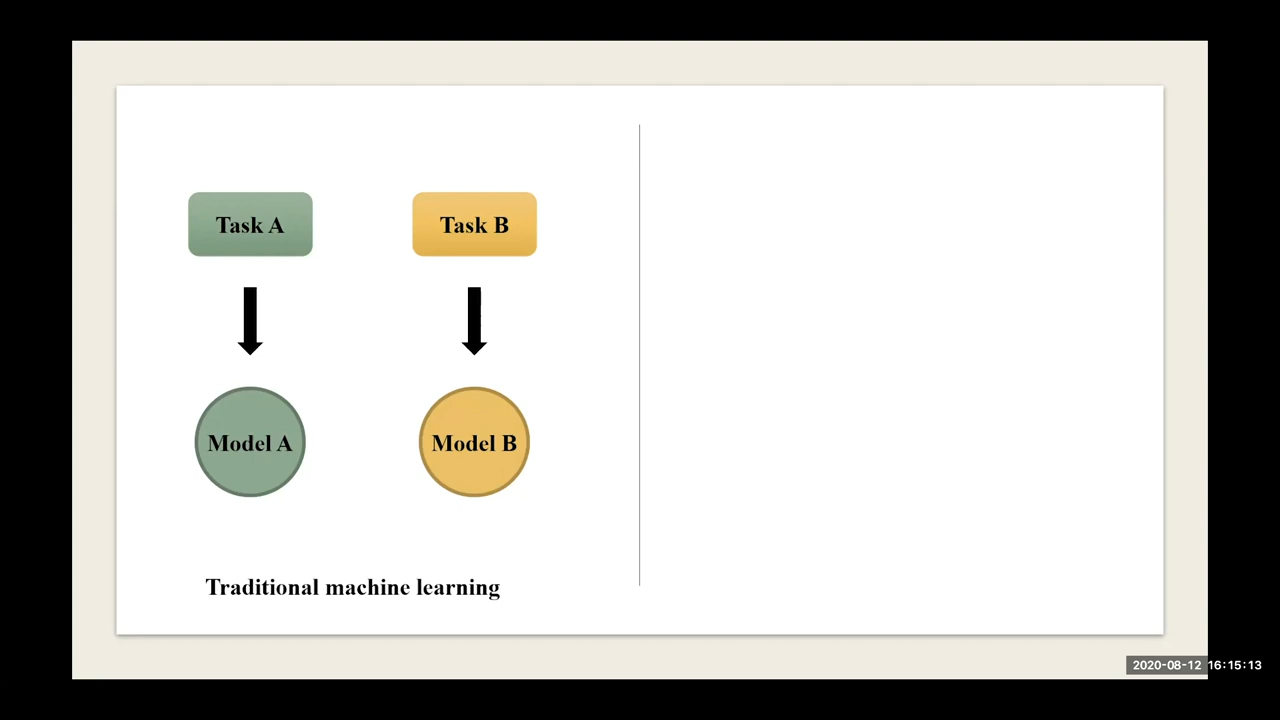 Task A
Task B
Model A
Model B
Traditional machine learning
2020-08-12 16:15:13